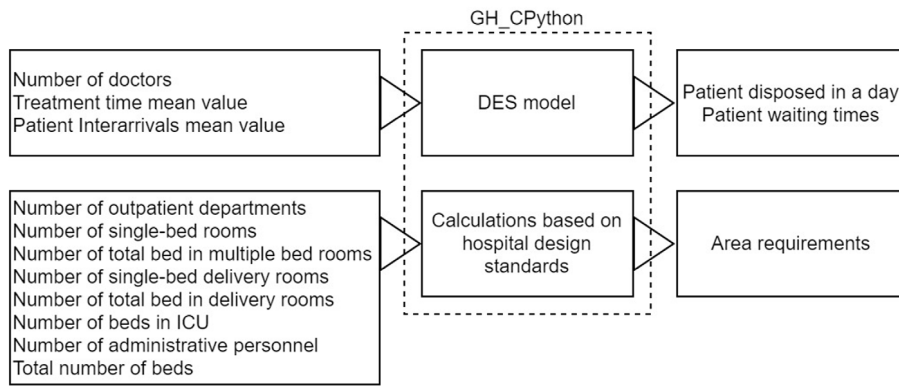 GH_CPython
Number of doctors
Treatment time mean value
Patient Interarrivals mean value
DES model
Patient disposed in a day
Patient waiting times
Number of outpatient departments
Number of single-bed rooms
Number of total bed in multiple bed rooms
Number of single-bed delivery rooms
Number of total bed in delivery rooms
Number of beds in ICU
Number of administrative personnel
Total number of beds
Calculations based on
hospital design
standards
Area requirements